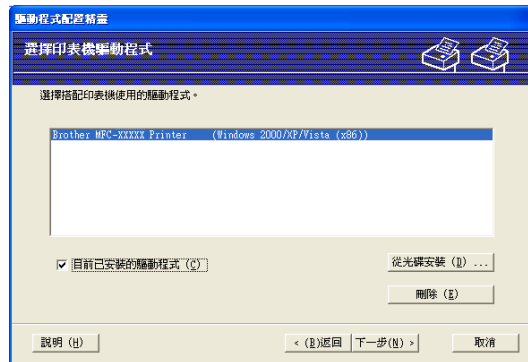 驅動程式配置精靈
選擇印表機驅動程式
選擇搭配印表機使用的驅動程式。
Brother MFC-XXXXX Printer (Windows 2000/XP/Vista (x86))
目前已安裝的驅動程式 (C)
從光碟安裝 (D) ...
刪除 (E)
說明 (H)
< (B)返回
下一步(N) >
取消